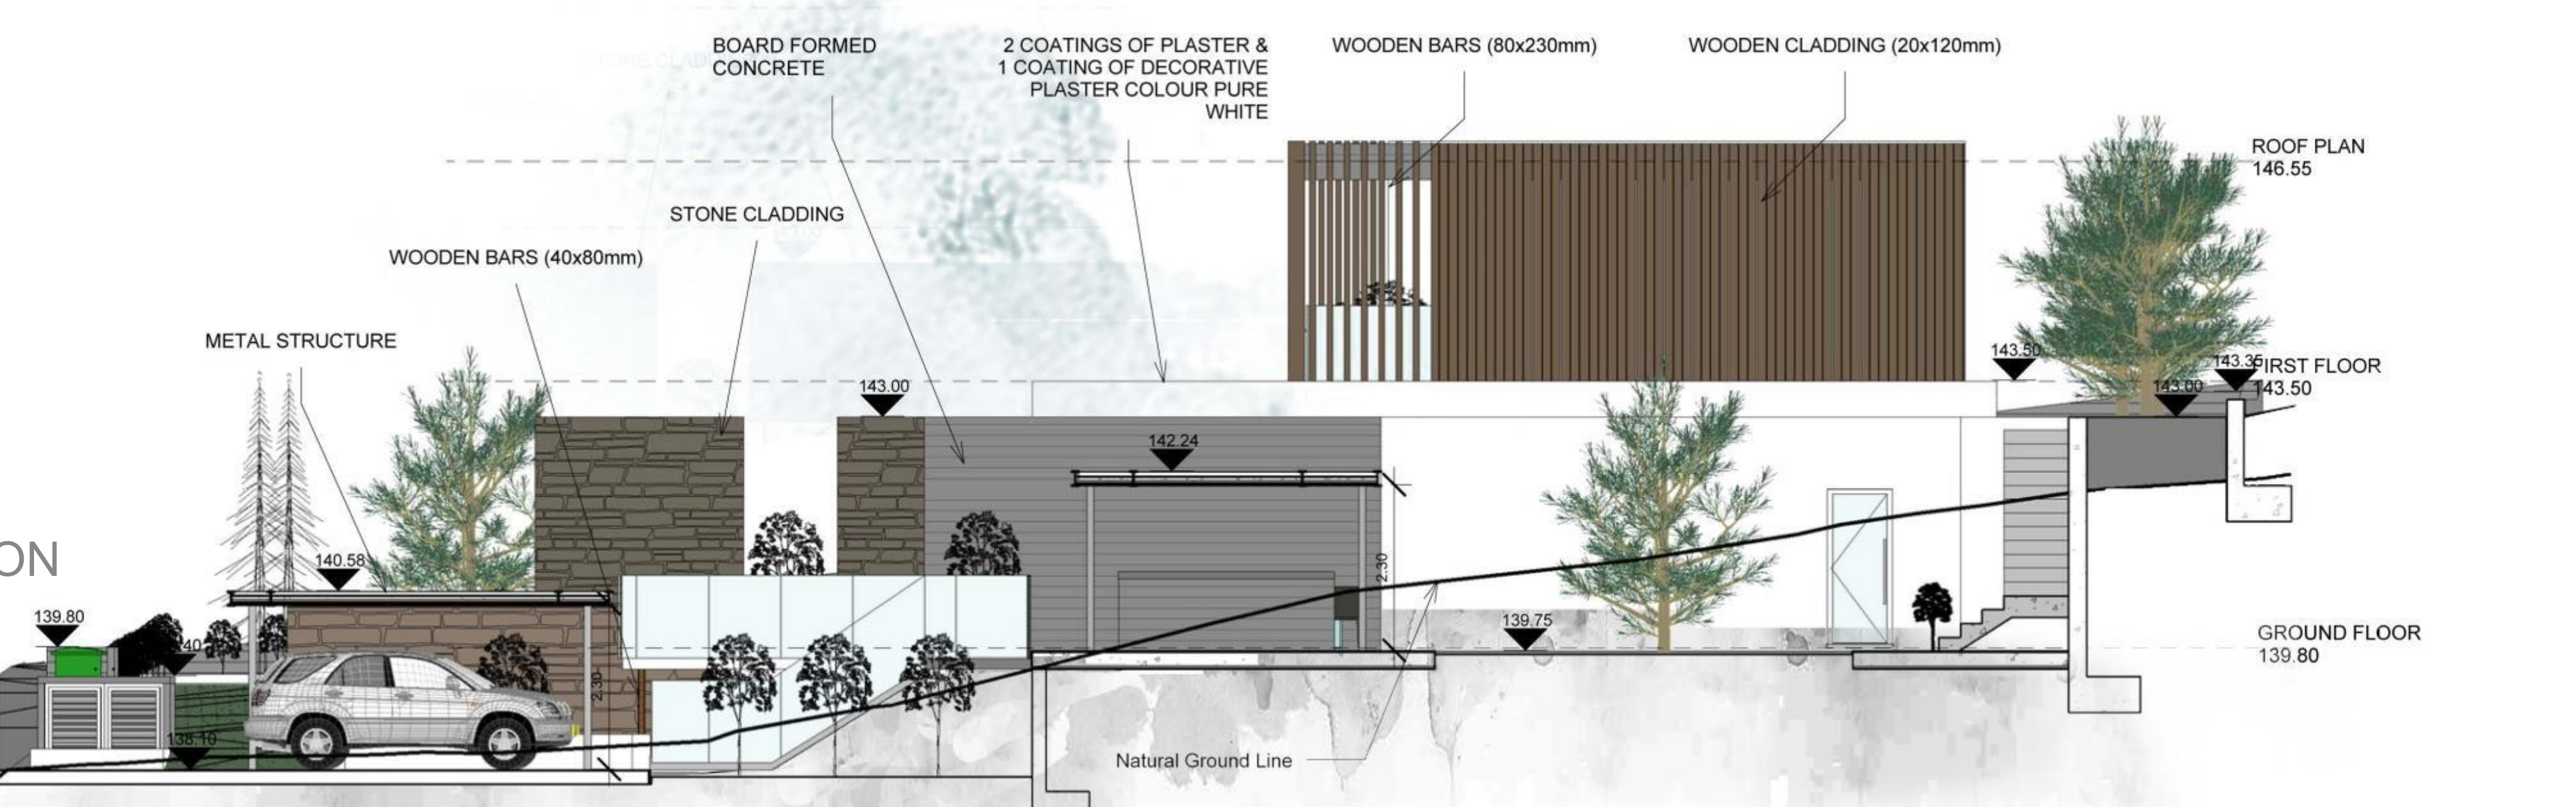 BOARD FORMED
CONCRETE
2 COATINGS OF PLASTER &
1 COATING OF DECORATIVE
PLASTER COLOUR PURE
WHITE
WOODEN BARS (80x230mm)
WOODEN CLADDING (20x120mm)
ROOF PLAN
146.55
STONE CLADDING
WOODEN BARS (40x80mm)
METAL STRUCTURE
143.50
143.35
FIRST FLOOR
143.50
143.00
143.00
142.24
ON
140.58
2.30
139.80
40
139.75
GROUND FLOOR
139.80
2.30
138.10
Natural Ground Line